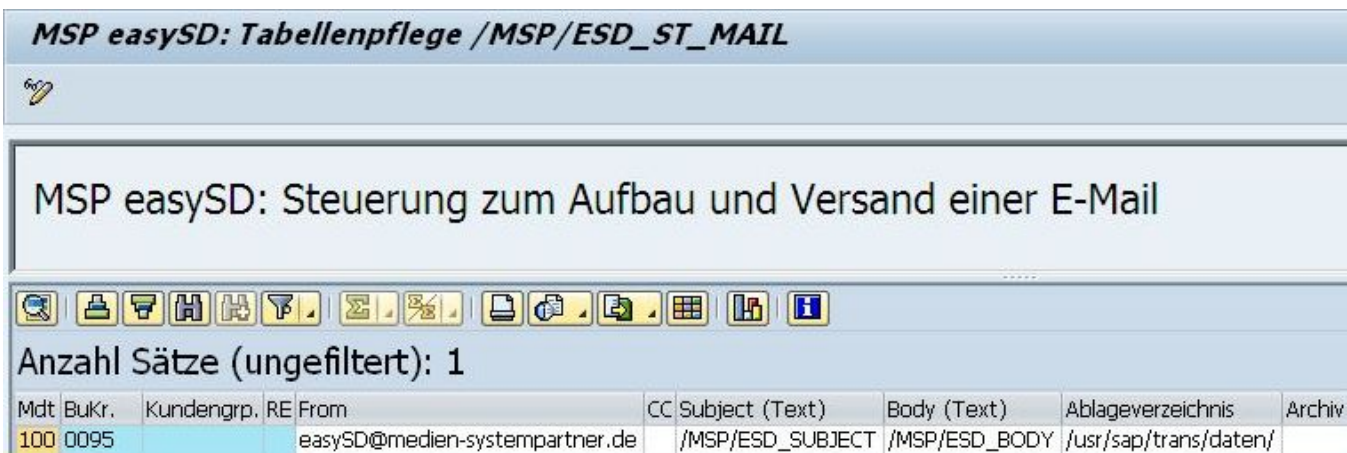 MSP easySD: Tabellenpflege /MSP/ESD_ST_MAIL
MSP easySD: Steuerung zum Aufbau und Versand einer E-Mail
Anzahl Sätze (ungefiltert): 1
Mdt BuKr. Kundengrp. RE From CC Subject (Text) Body (Text) Ablageverzeichnis Archiv
100 0095 easySD@medien-systempartner.de /MSP/ESD_SUBJECT /MSP/ESD_BODY /usr/sap/trans/daten/